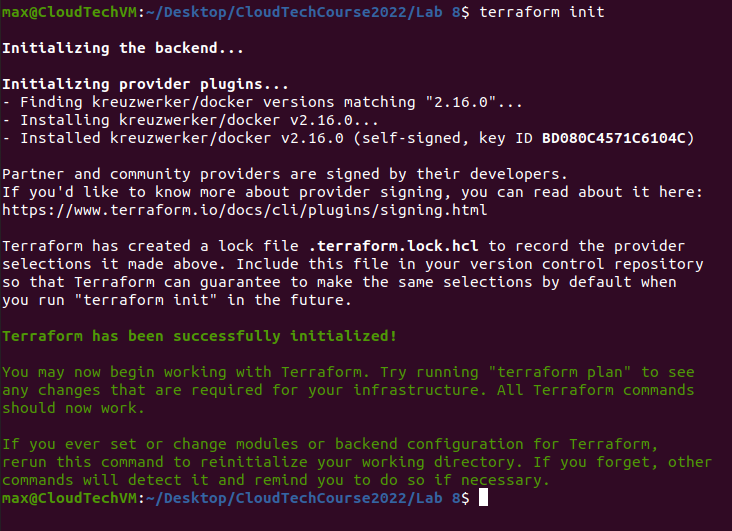 max@CloudTechVM:~/Desktop/CloudTechCourse2022/Lab 8$ terraform init
Initializing the backend...
Initializing provider plugins...
- Finding kreuzwerker/docker versions matching "2.16.0"...
- Installing kreuzwerker/docker v2.16.0...
- Installed kreuzwerker/docker v2.16.0 (self-signed, key ID BD080C4571C6104C)
Partner and community providers are signed by their developers.
If you'd like to know more about provider signing, you can read about it here:
https://www.terraform.io/docs/cli/plugins/signing.html
Terraform has created a lock file .terraform.lock.hcl to record the provider
selections it made above. Include this file in your version control repository
so that Terraform can guarantee to make the same selections by default when
you run "terraform init" in the future.
Terraform has been successfully initialized!
You may now begin working with Terraform. Try running "terraform plan" to see
any changes that are required for your infrastructure. All Terraform commands
should now work.
If you ever set or change modules or backend configuration for Terraform,
rerun this command to reinitialize your working directory. If you forget, other
commands will detect it and remind you to do so if necessary.
max@CloudTechVM:~/Desktop/CloudTechCourse2022/Lab 8$